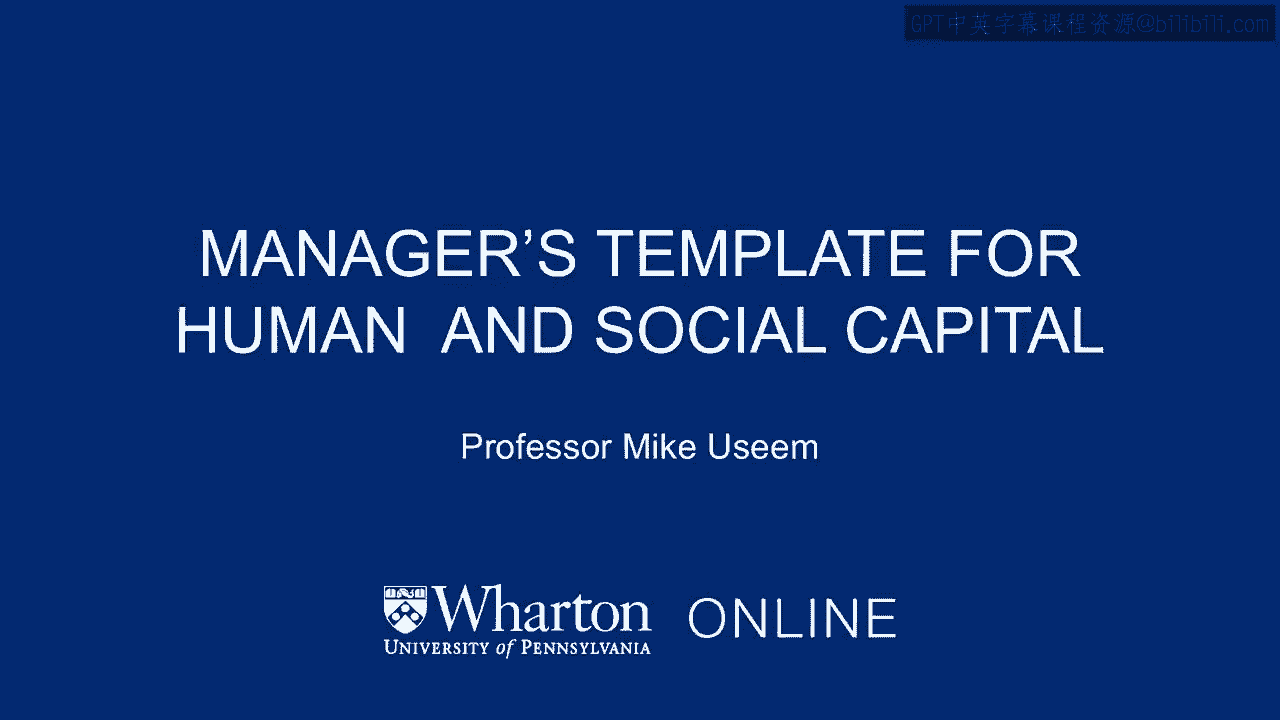 GPT中英字幕课程资源@bilibili.com
MANAGER’S TEMPLATE FOR
HUMAN AND SOCIAL CAPITAL
Professor Mike Useem
Wharton ONLINE
UNIVERSITY of PENNSYLVANIA